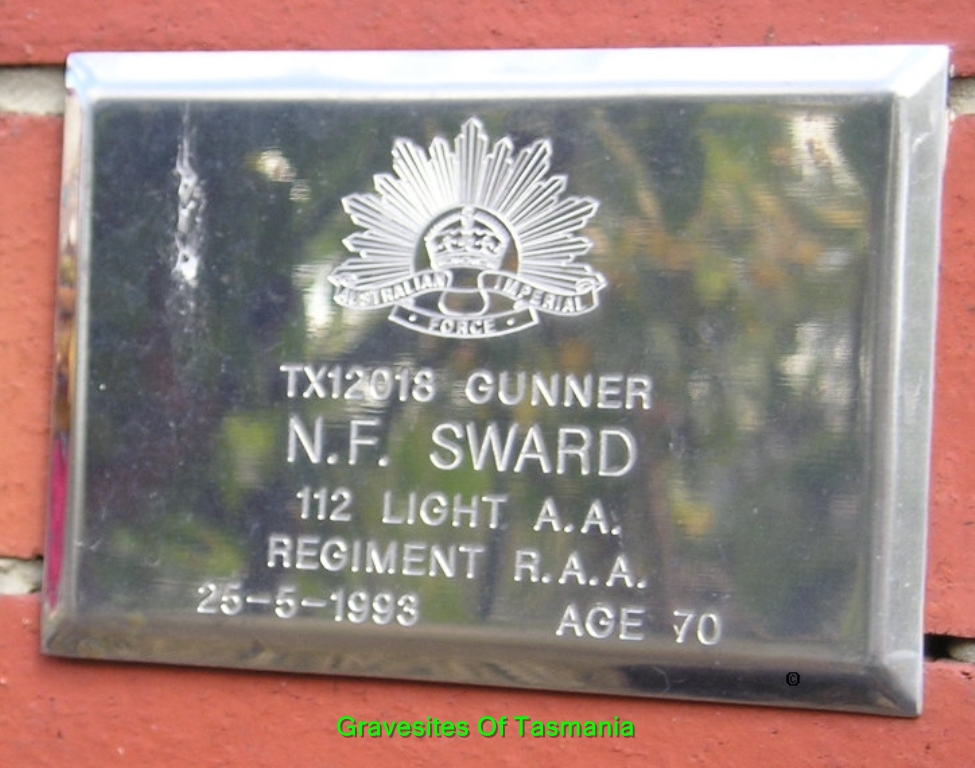 AUSTRALIAN IMPERIAL
· FORCE ·
TX12018 GUNNER
N.F. SWARD
112 LIGHT A.A.
REGIMENT R.A.A.
25-5-1993 AGE 70
©
Gravesites Of Tasmania